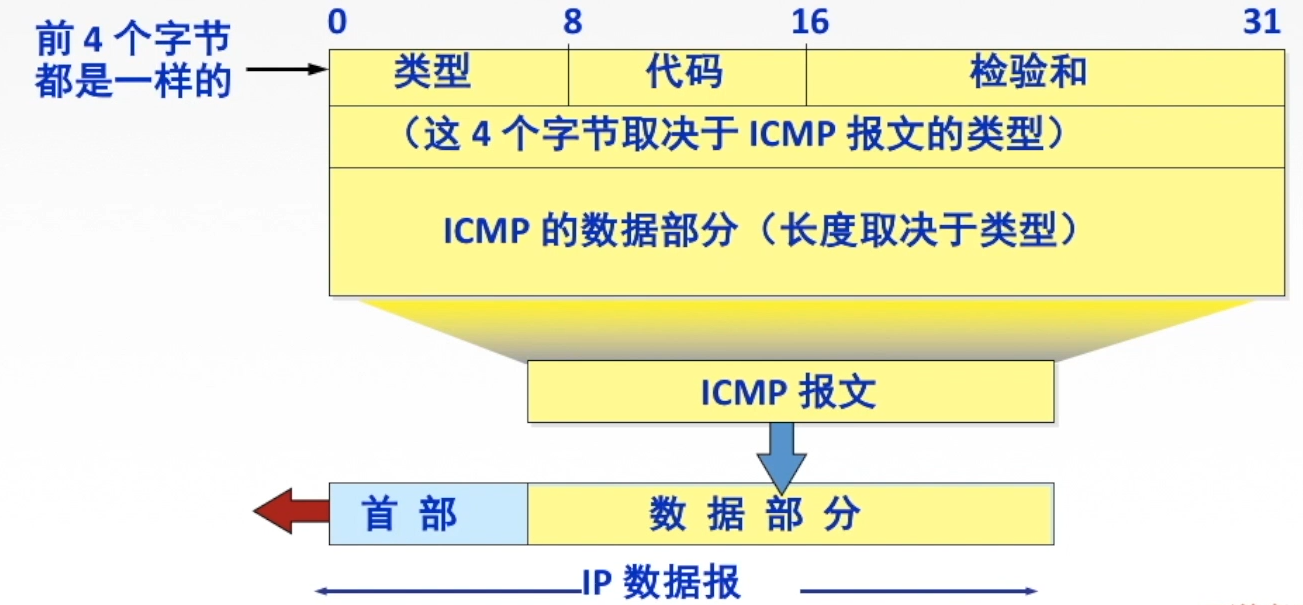 0 8 16 31
前 4 个字节
都是一样的
类型 代码 检验和
（这 4 个字节取决于 ICMP 报文的类型）
ICMP 的数据部分（长度取决于类型）
ICMP 报文
首 部 数 据 部 分
IP 数据报